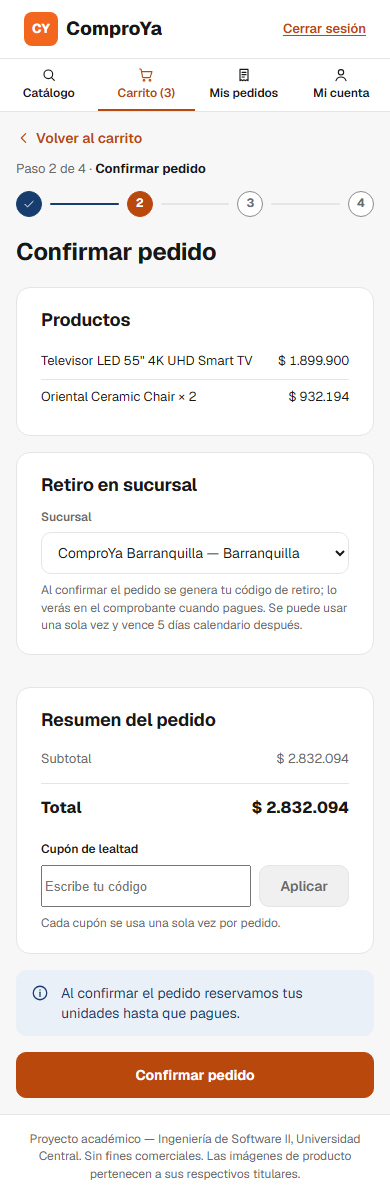 CY ComproYa Cerrar sesión
Catálogo Carrito (3) Mis pedidos Mi cuenta
Volver al carrito
Paso 2 de 4 · Confirmar pedido
2 3 4
Confirmar pedido
Productos
Televisor LED 55" 4K UHD Smart TV $ 1.899.900
Oriental Ceramic Chair × 2 $ 932.194
Retiro en sucursal
Sucursal
ComproYa Barranquilla — Barranquilla
Al confirmar el pedido se genera tu código de retiro; lo
verás en el comprobante cuando pagues. Se puede usar
una sola vez y vence 5 días calendario después.
Resumen del pedido
Subtotal $ 2.832.094
Total $ 2.832.094
Cupón de lealtad
Escribe tu código Aplicar
Cada cupón se usa una sola vez por pedido.
Al confirmar el pedido reservamos tus
unidades hasta que pagues.
Confirmar pedido
Proyecto académico — Ingeniería de Software II, Universidad
Central. Sin fines comerciales. Las imágenes de producto
pertenecen a sus respectivos titulares.